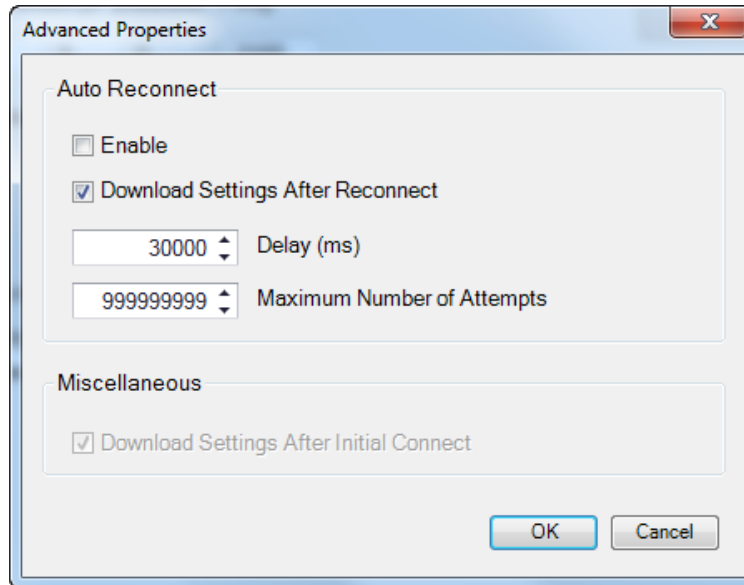 Advanced Properties
Auto Reconnect
Enable
Download Settings After Reconnect
30000 Delay (ms)
999999999 Maximum Number of Attempts
Miscellaneous
Download Settings After Initial Connect
OK Cancel